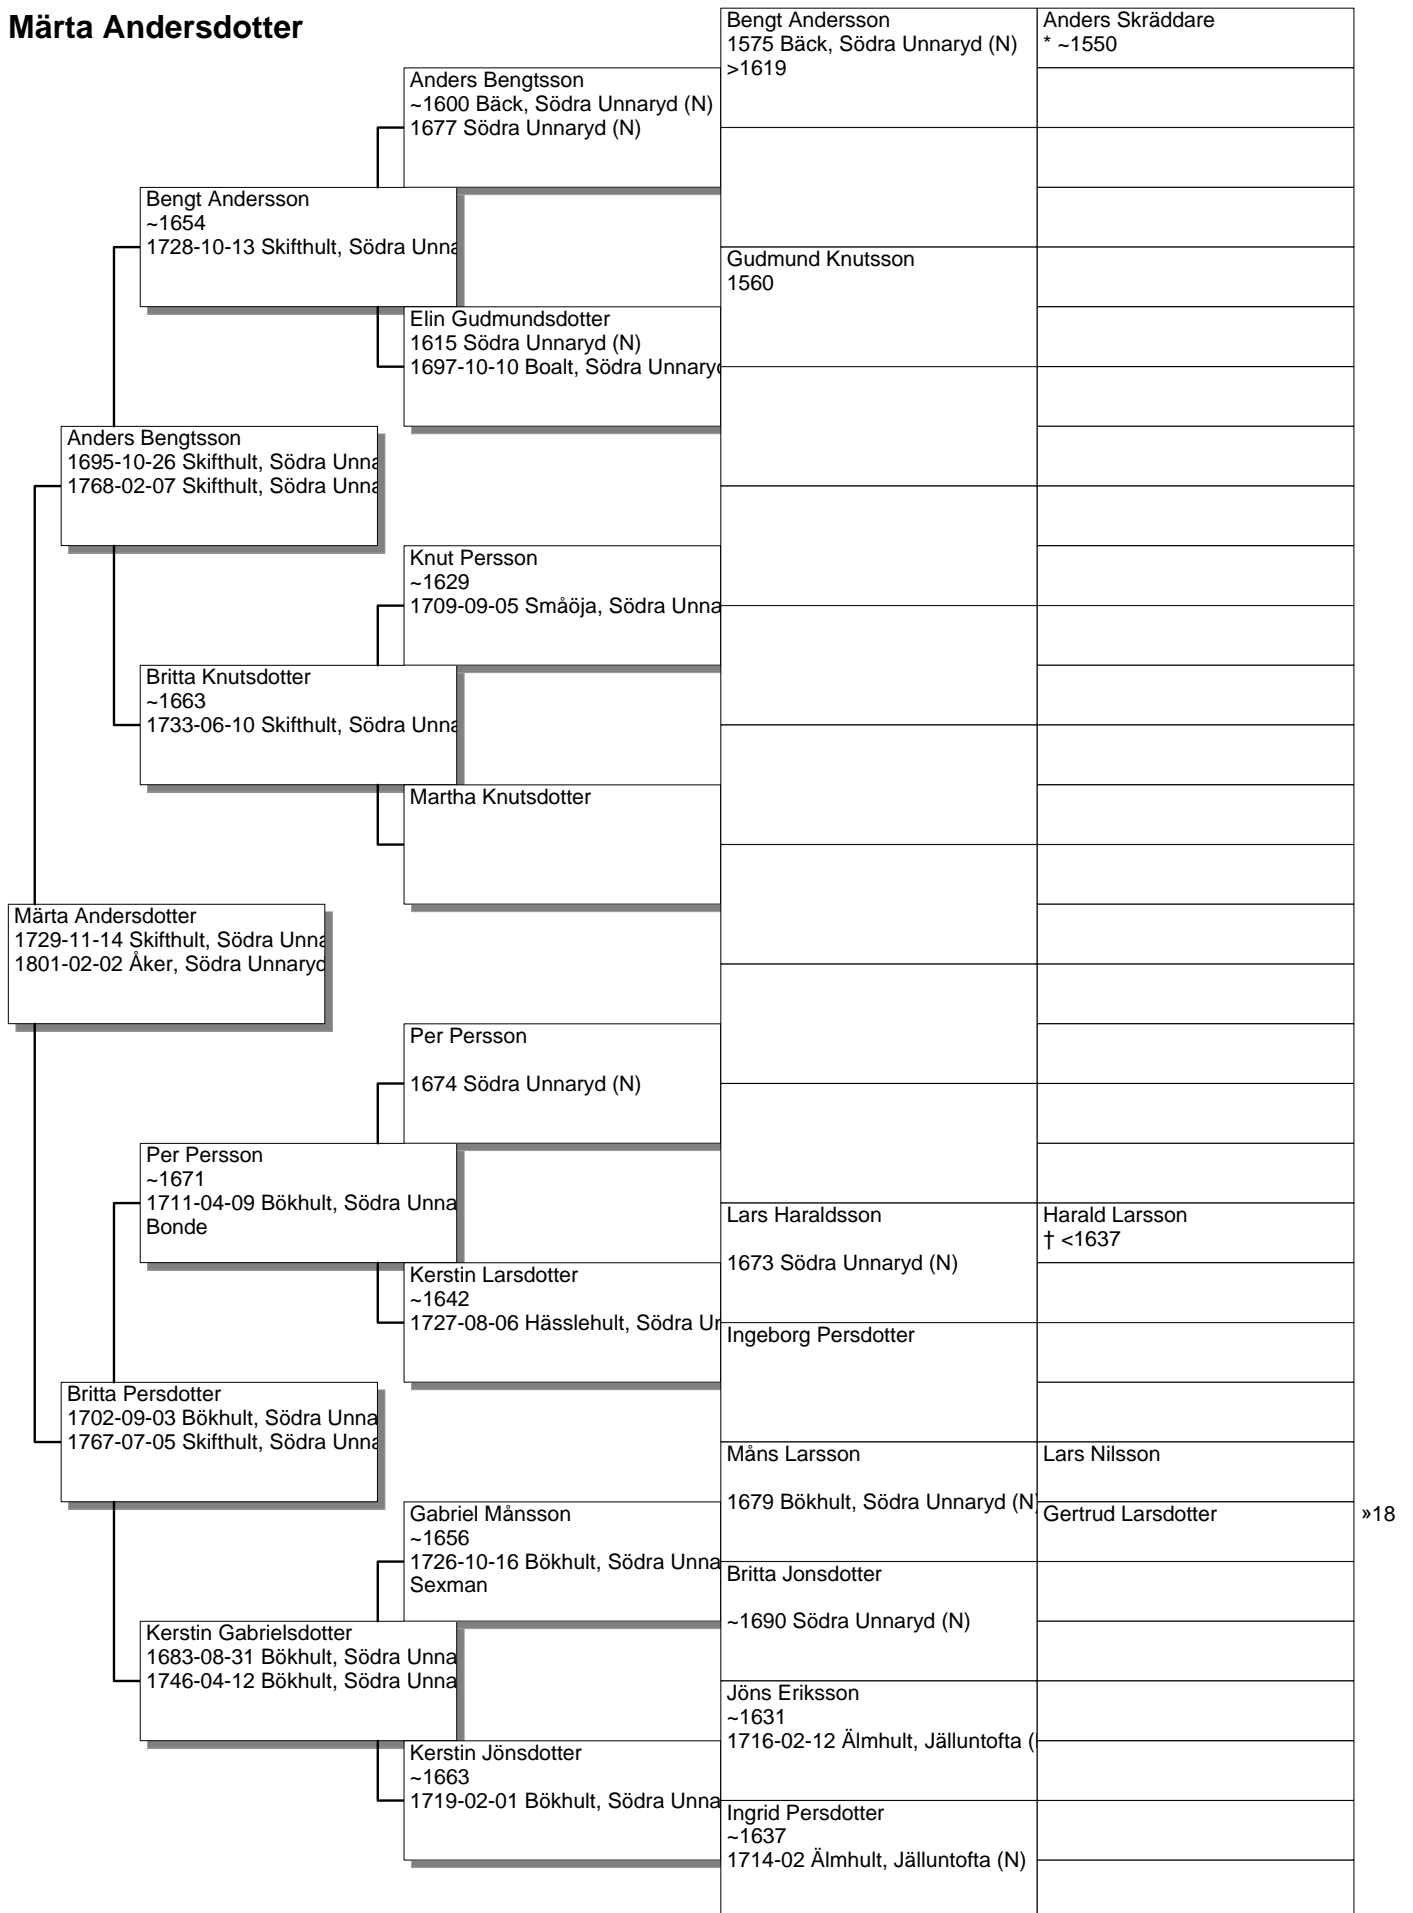 Märta Andersdotter
Bengt Andersson
1575 Bäck, Södra Unnaryd (N)
>1619
Anders Skräddare
* ~1550
Anders Bengtsson
~1600 Bäck, Södra Unnaryd (N)
1677 Södra Unnaryd (N)
Bengt Andersson
~1654
1728-10-13 Skifthult, Södra Unna
Gudmund Knutsson
1560
Elin Gudmundsdotter
1615 Södra Unnaryd (N)
1697-10-10 Boalt, Södra Unnaryd
Anders Bengtsson
1695-10-26 Skifthult, Södra Unna
1768-02-07 Skifthult, Södra Unna
Knut Persson
~1629
1709-09-05 Småöja, Södra Unna
Britta Knutsdotter
~1663
1733-06-10 Skifthult, Södra Unna
Martha Knutsdotter
Märta Andersdotter
1729-11-14 Skifthult, Södra Unna
1801-02-02 Åker, Södra Unnaryd
Per Persson
1674 Södra Unnaryd (N)
Per Persson
~1671
1711-04-09 Bökhult, Södra Unna
Bonde
Lars Haraldsson
1673 Södra Unnaryd (N)
Harald Larsson
† <1637
Kerstin Larsdotter
~1642
1727-08-06 Hässlehult, Södra Un
Ingeborg Persdotter
Britta Persdotter
1702-09-03 Bökhult, Södra Unna
1767-07-05 Skifthult, Södra Unna
Måns Larsson
1679 Bökhult, Södra Unnaryd (N)
Lars Nilsson
Gertrud Larsdotter
»18
Gabriel Månsson
~1656
1726-10-16 Bökhult, Södra Unna
Sexman
Britta Jonsdotter
~1690 Södra Unnaryd (N)
Kerstin Gabrielsdotter
1683-08-31 Bökhult, Södra Unna
1746-04-12 Bökhult, Södra Unna
Jöns Eriksson
~1631
1716-02-12 Älmhult, Jälluntofta (
Kerstin Jönsdotter
~1663
1719-02-01 Bökhult, Södra Unna
Ingrid Persdotter
~1637
1714-02 Älmhult, Jälluntofta (N)